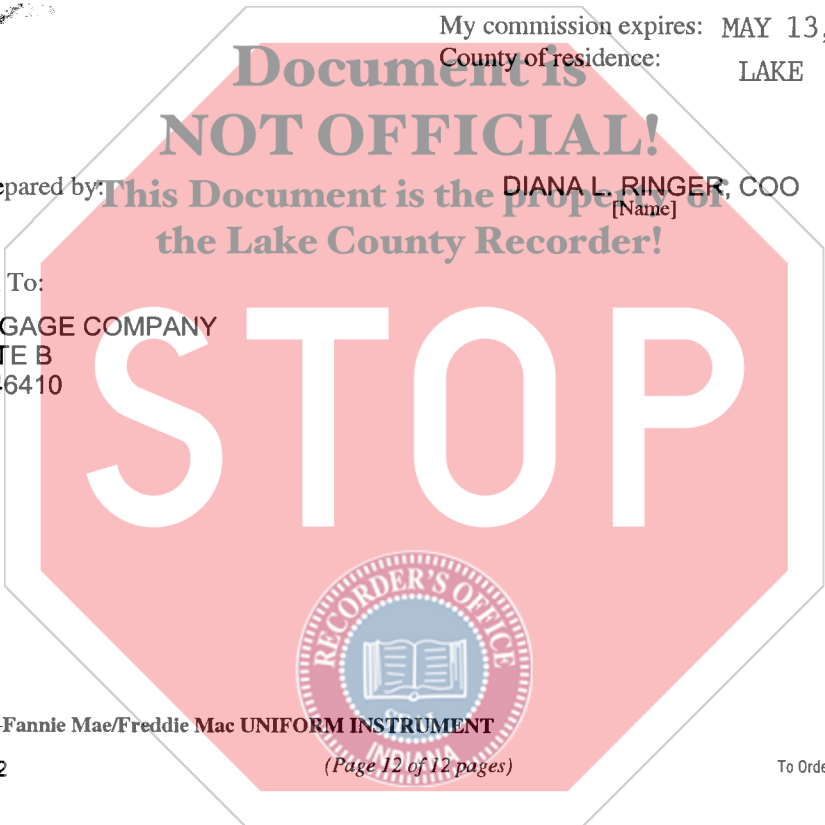 My commission expires: MAY 13,
County of residence: LAKE
Document is
NOT OFFICIAL!
epared by: DIANA L. RINGER, COO
[Name]
This Document is the property of
the Lake County Recorder!
To:
GAGE COMPANY
TE B
46410
STOP
RECORDER'S OFFICE
SEAL
INDIANA
-Fannie Mae/Freddie Mac UNIFORM INSTRUMENT
2 (Page 12 of 12 pages) To Orde